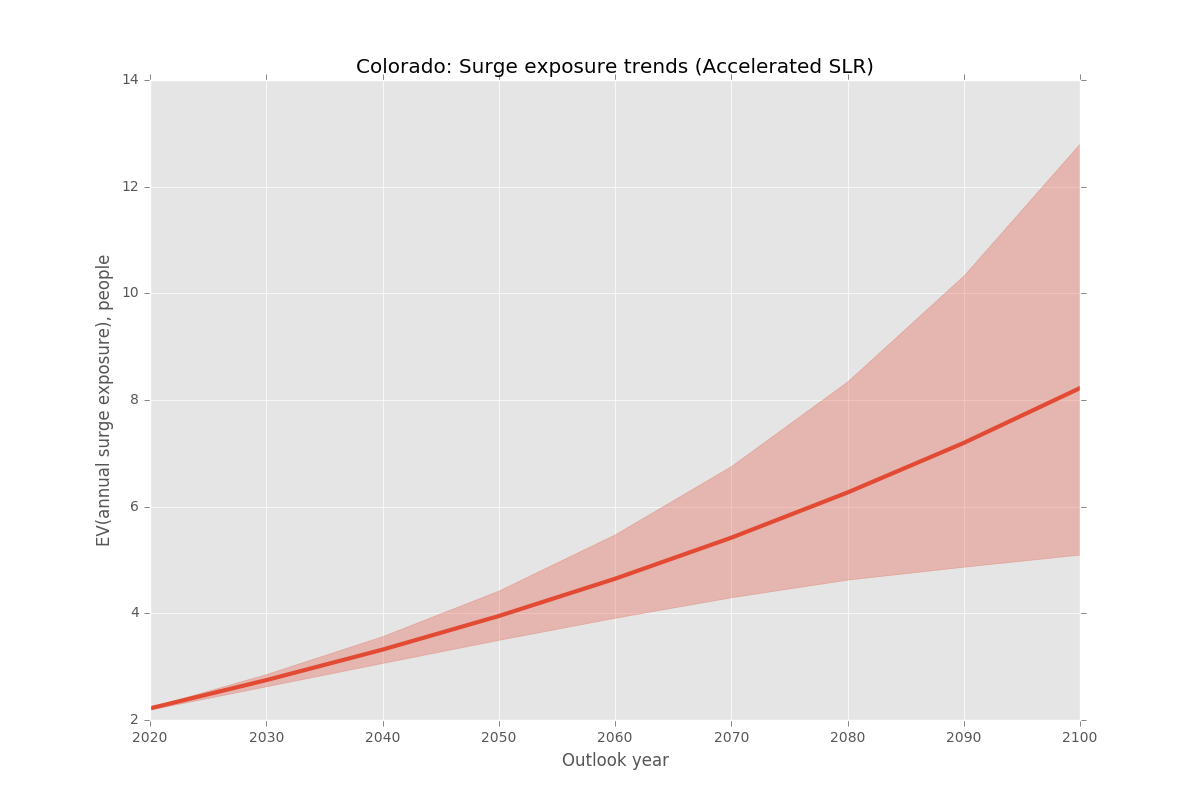 Colorado: Surge exposure trends (Accelerated SLR)
14
12
10
8
6
4
2
EV(annual surge exposure), people
2020 2030 2040 2050 2060 2070 2080 2090 2100
Outlook year